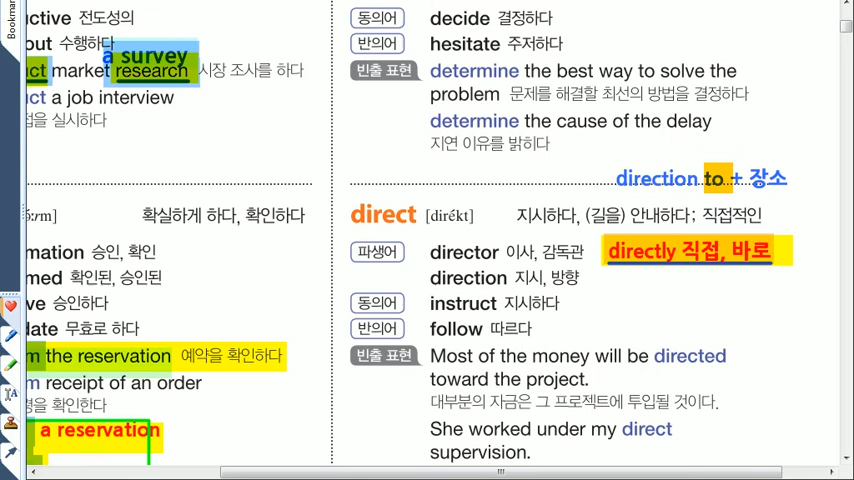 Bookmar
uctive 전도성의
out 수행하다
a survey
uct market research 시장 조사를 하다
uct a job interview
접을 실시하다
확실하게 하다, 확인하다
mation 승인, 확인
med 확인된, 승인된
ve 승인하다
date 무효로 하다
m the reservation 예약을 확인하다
m receipt of an order
을 확인한다
a reservation
동의어 decide 결정하다
반의어 hesitate 주저하다
빈출 표현 determine the best way to solve the
problem 문제를 해결할 최선의 방법을 결정하다
determine the cause of the delay
지연 이유를 밝히다
direction to + 장소
direct [dirékt] 지시하다, (길을) 안내하다; 직접적인
파생어 director 이사, 감독관 directly 직접, 바로
direction 지시, 방향
동의어 instruct 지시하다
반의어 follow 따르다
빈출 표현 Most of the money will be directed
toward the project.
대부분의 자금은 그 프로젝트에 투입될 것이다.
She worked under my direct
supervision.